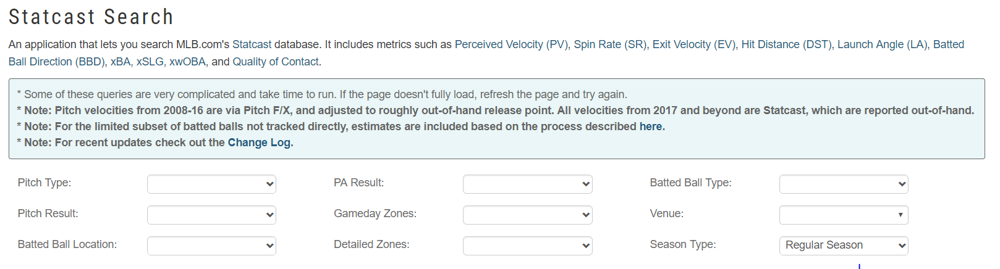 Statcast Search
An application that lets you search MLB.com's Statcast database. It includes metrics such as Perceived Velocity (PV), Spin Rate (SR), Exit Velocity (EV), Hit Distance (DST), Launch Angle (LA), Batted
Ball Direction (BBD), xBA, xSLG, xwOBA, and Quality of Contact.
* Some of these queries are very complicated and take time to run. If the page doesn't fully load, refresh the page and try again.
* Note: Pitch velocities from 2008-16 are via Pitch F/X, and adjusted to roughly out-of-hand release point. All velocities from 2017 and beyond are Statcast, which are reported out-of-hand.
* Note: For the limited subset of batted balls not tracked directly, estimates are included based on the process described here.
* Note: For recent updates check out the Change Log.
Pitch Type: PA Result: Batted Ball Type:
Pitch Result: Gameday Zones: Venue:
Batted Ball Location: Detailed Zones: Season Type: Regular Season